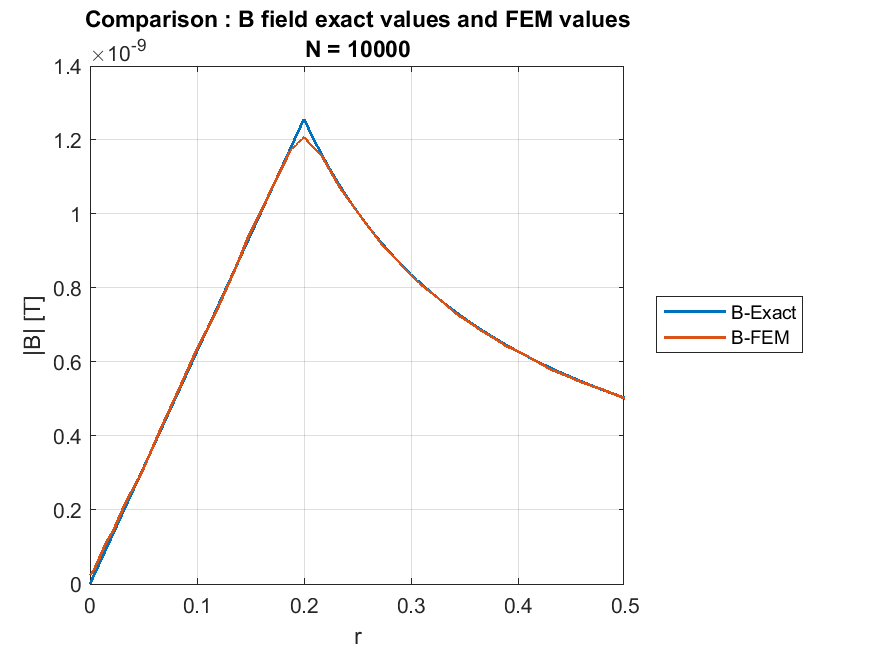 Comparison : B field exact values and FEM values
N = 10000
×10-9
1.4
1.2
1
0.8
0.6
0.4
0.2
0
|B| [T]
0 0.1 0.2 0.3 0.4 0.5
r
B-Exact
B-FEM